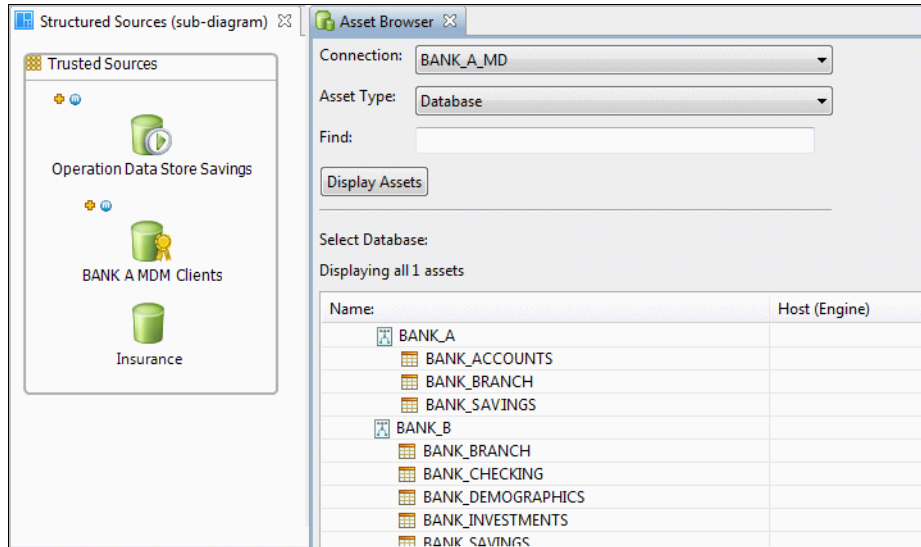 Structured Sources (sub-diagram)
Trusted Sources
Operation Data Store Savings
BANK A MDM Clients
Insurance
Asset Browser
Connection: BANK_A_MD
Asset Type: Database
Find:
Display Assets
Select Database:
Displaying all 1 assets
Name: Host (Engine)
BANK_A
BANK_ACCOUNTS
BANK_BRANCH
BANK_SAVINGS
BANK_B
BANK_BRANCH
BANK_CHECKING
BANK_DEMOGRAPHICS
BANK_INVESTMENTS
BANK_SAVINGS